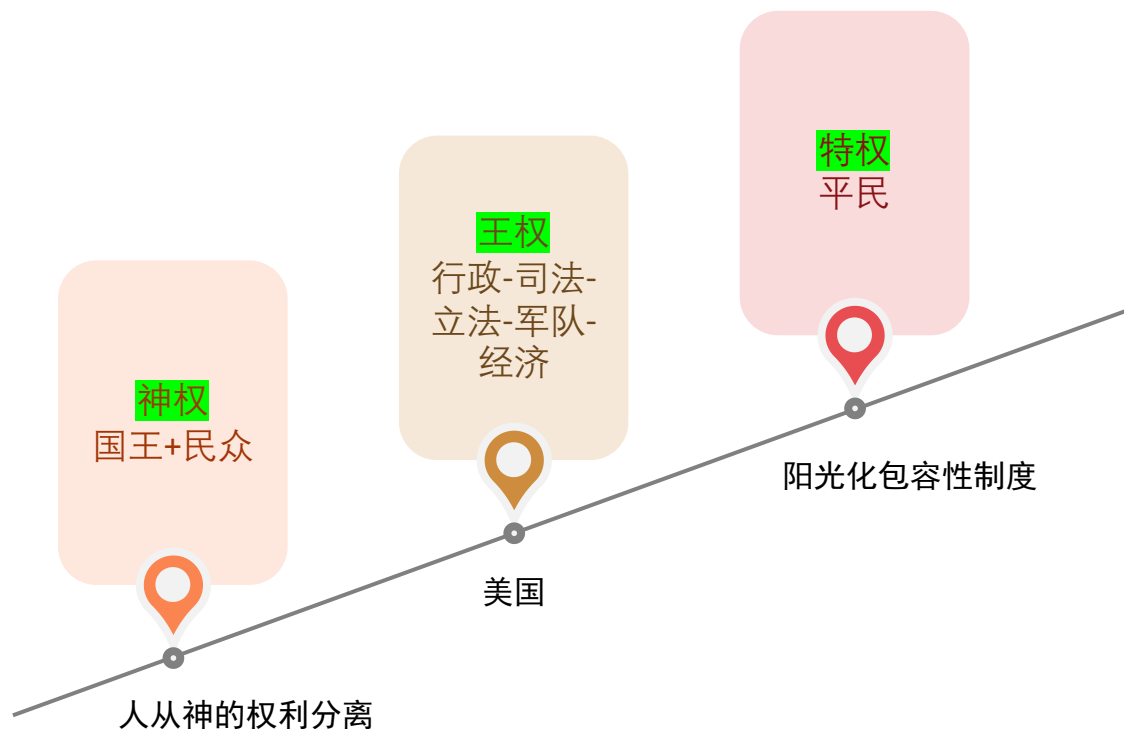 神权
国王+民众
人从神的权利分离
王权
行政-司法-
立法-军队-
经济
美国
特权
平民
阳光化包容性制度